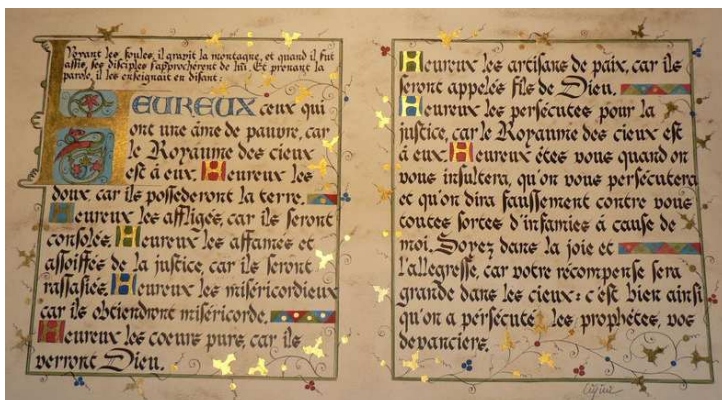 Voyant les foules, il gravit la montagne, et quand il fut
assis, ses disciples s'approchèrent de lui. Et prenant la
parole, il les enseignait en disant:
HEUREUX ceux qui
ont une âme de pauvre, car
le Royaume des cieux
est à eux. Heureux les
doux, car ils possederont la terre.
Heureux les affligés, car ils seront
consolés. Heureux les affamés et
assoiffés de la justice, car ils seront
rassasiés. Heureux les miséricordieux
car ils obtiendront miséricorde.
Heureux les coeurs purs, car ils
verront Dieu.
Heureux les artisans de paix, car ils
seront appelés fils de Dieu.
Heureux les persécutés pour la
justice, car le Royaume des cieux est
à eux. Heureux êtes vous quand on
vous insultera, qu'on vous persécutera
et qu'on dira faussement contre vous
toutes sortes d'infamies à cause de
moi. Soyez dans la joie et
l'allegresse, car votre récompense sera
grande dans les cieux: c'est bien ainsi
qu'on a persécuté les prophètes, vos
devanciers.